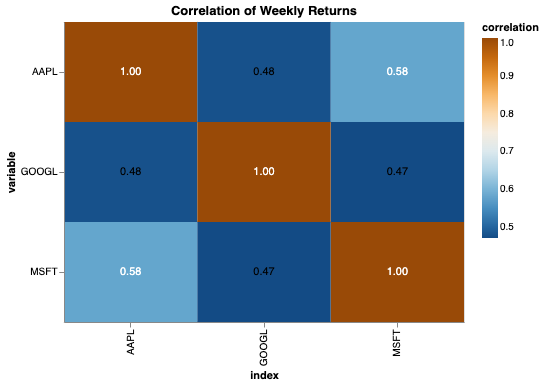 Correlation of Weekly Returns
variable
AAPL
1.00
0.48
0.58
GOOGL
0.48
1.00
0.47
MSFT
0.58
0.47
1.00
AAPL
GOOGL
MSFT
index
correlation
1.0
0.9
0.8
0.7
0.6
0.5